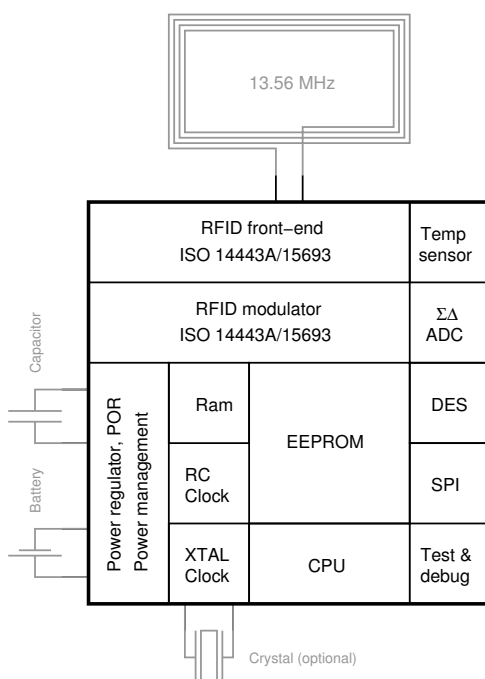 13.56 MHz
RFID front−end
ISO 14443A/15693
Temp
sensor
RFID modulator
ISO 14443A/15693
ΣΔ
ADC
Capacitor
Battery
Power regulator, POR
Power management
Ram
EEPROM
DES
RC
Clock
SPI
XTAL
Clock
CPU
Test &
debug
Crystal (optional)